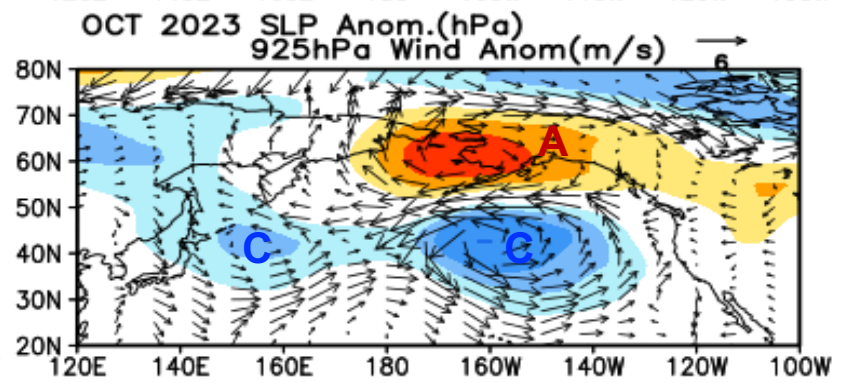 OCT 2023 SLP Anom.(hPa)
925hPa Wind Anom(m/s)
6
80N
70N
A
60N
50N
C C
40N
30N
20N
120E 140E 160E 180 160W 140W 120W 100W